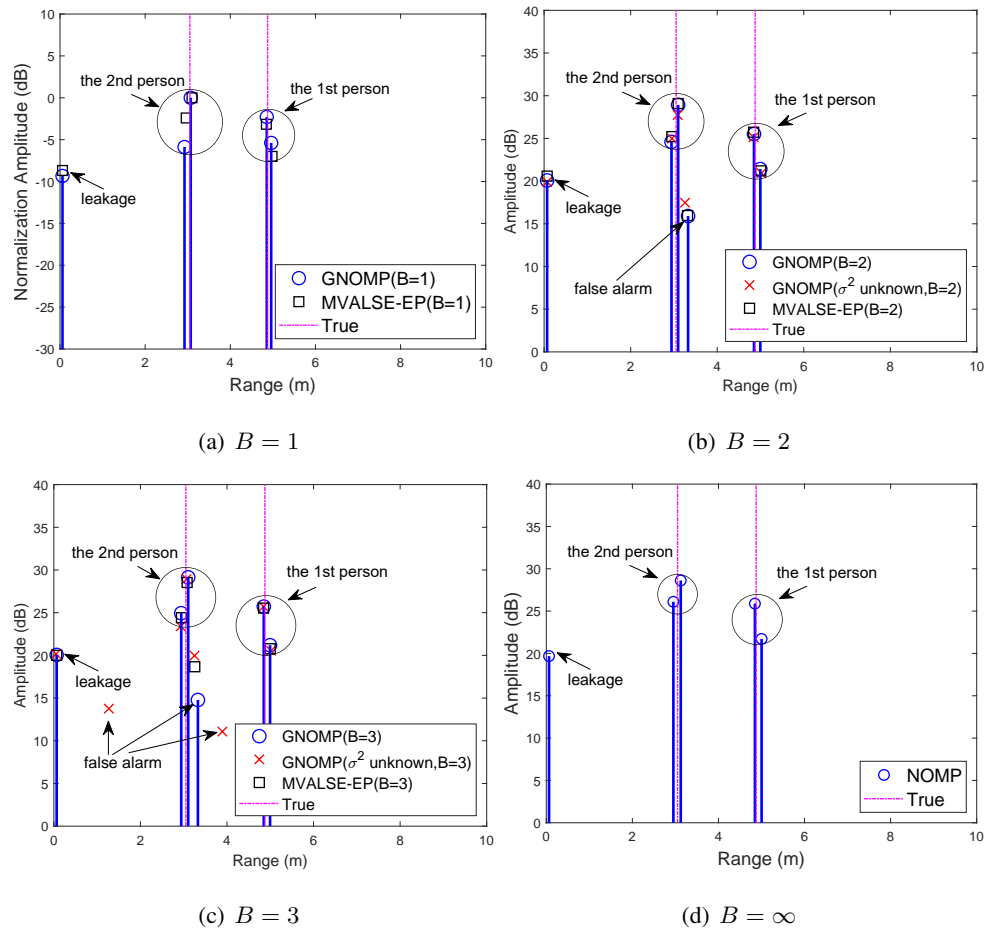 10
5
0
-5
-10
-15
-20
-25
-30
Normalization Amplitude (dB)
the 2nd person
the 1st person
leakage
GNOMP(B=1)
MVALSE-EP(B=1)
True
0 2 4 6 8 10
Range (m)
(a) B = 1
40
35
30
25
20
15
10
5
0
Amplitude (dB)
the 2nd person
the 1st person
leakage
false alarm
GNOMP(B=2)
GNOMP(σ² unknown,B=2)
MVALSE-EP(B=2)
True
0 2 4 6 8 10
Range (m)
(b) B = 2
40
35
30
25
20
15
10
5
0
Amplitude (dB)
the 2nd person
the 1st person
leakage
false alarm
GNOMP(B=3)
GNOMP(σ² unknown,B=3)
MVALSE-EP(B=3)
True
0 2 4 6 8 10
Range (m)
(c) B = 3
40
35
30
25
20
15
10
5
0
Amplitude (dB)
the 2nd person
the 1st person
leakage
NOMP
True
0 2 4 6 8 10
Range (m)
(d) B = ∞